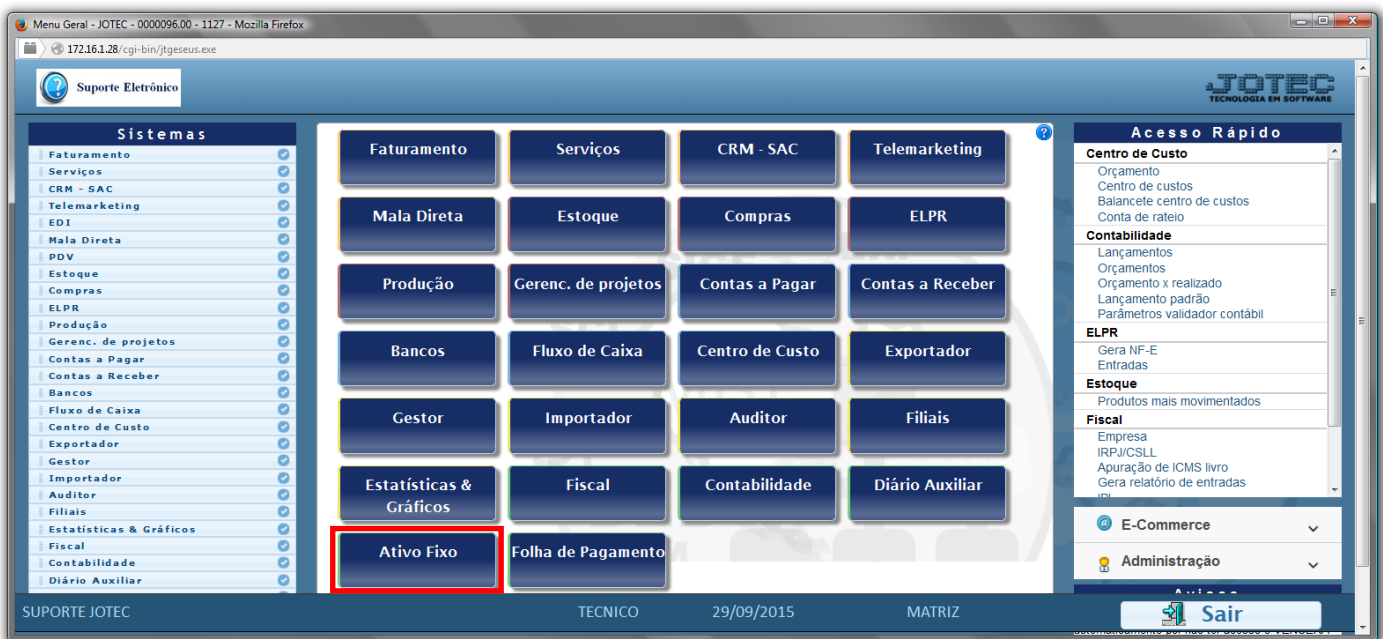 Menu Geral - JOTEC - 0000096.00 - 1127 - Mozilla Firefox
172.16.1.28/cgi-bin/jtgeseus.exe
Suporte Eletrônico
JOTEC
TECNOLOGIA EM SOFTWARE
Sistemas
Faturamento
Serviços
CRM - SAC
Telemarketing
EDI
Mala Direta
PDV
Estoque
Compras
ELPR
Produção
Gerenc. de projetos
Contas a Pagar
Contas a Receber
Bancos
Fluxo de Caixa
Centro de Custo
Exportador
Gestor
Importador
Auditor
Filiais
Estatísticas & Gráficos
Fiscal
Contabilidade
Diário Auxiliar
Faturamento
Serviços
CRM - SAC
Telemarketing
Mala Direta
Estoque
Compras
ELPR
Produção
Gerenc. de projetos
Contas a Pagar
Contas a Receber
Bancos
Fluxo de Caixa
Centro de Custo
Exportador
Gestor
Importador
Auditor
Filiais
Estatísticas &
Gráficos
Fiscal
Contabilidade
Diário Auxiliar
Ativo Fixo
Folha de Pagamento
Acesso Rápido
Centro de Custo
Orçamento
Centro de custos
Balancete centro de custos
Conta de rateio
Contabilidade
Lançamentos
Orçamentos
Orçamento x realizado
Lançamento padrão
Parâmetros validador contábil
ELPR
Gera NF-E
Entradas
Estoque
Produtos mais movimentados
Fiscal
Empresa
IRPJ/CSLL
Apuração de ICMS livro
Gera relatório de entradas
IPI
E-Commerce
Administração
Avisos
SUPORTE JOTEC
TECNICO
29/09/2015
MATRIZ
Sair